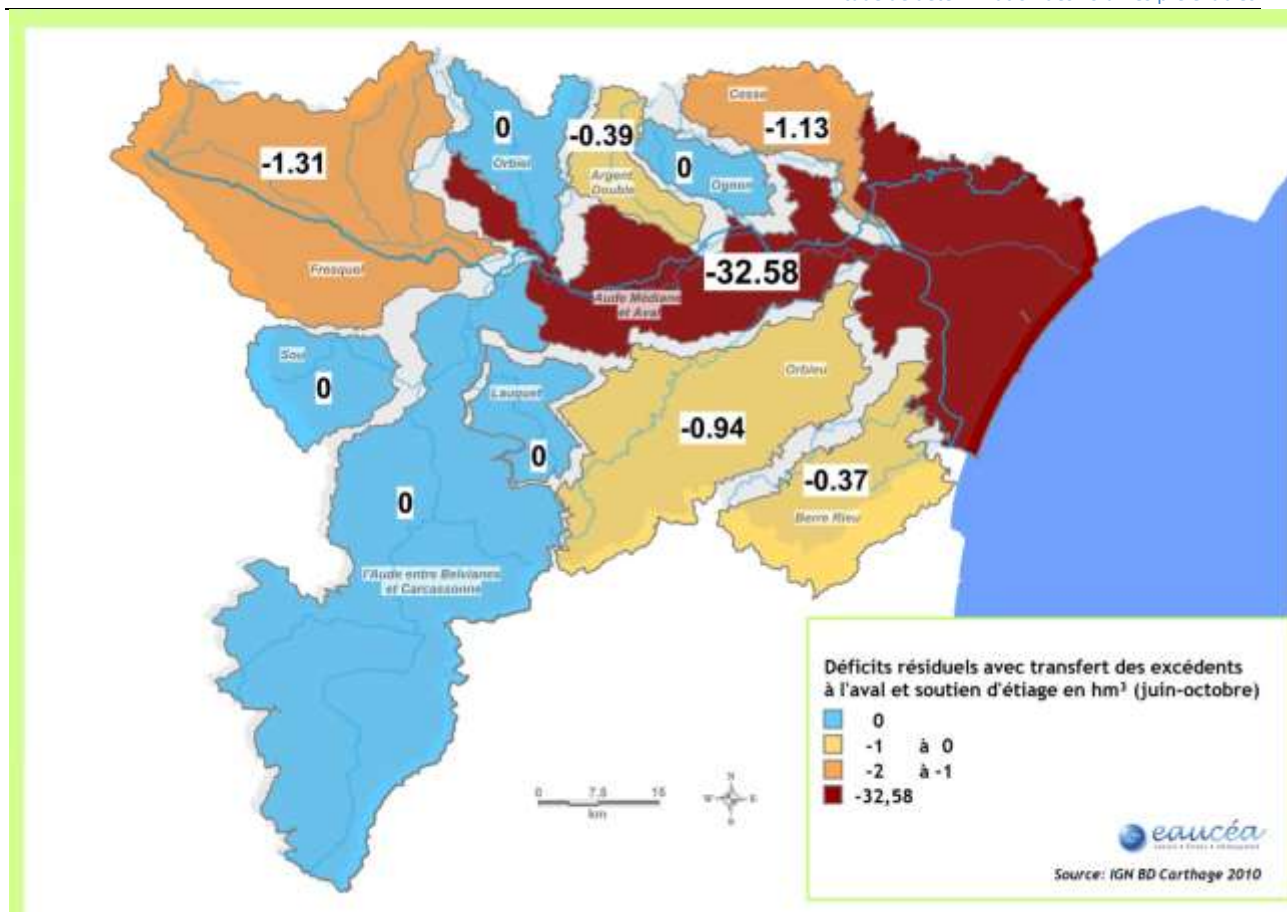 0
Orbiel
-0.39
Argent
Double
0
Ognon
Cesse
-1.13
-1.31
Fresquel
-32.58
Aude Médiane
et Aval
Sou
0
Lauquet
0
Orbieu
-0.94
-0.37
Berre Rieu
0
l'Aude entre Belvianes
et Carcassonne
Déficits résiduels avec transfert des excédents
à l'aval et soutien d'étiage en hm³ (juin-octobre)
0
-1 à 0
-2 à -1
-32,58
0 7,5 15
km
N
W E
S
eaucéa
Source: IGN BD Carthage 2010